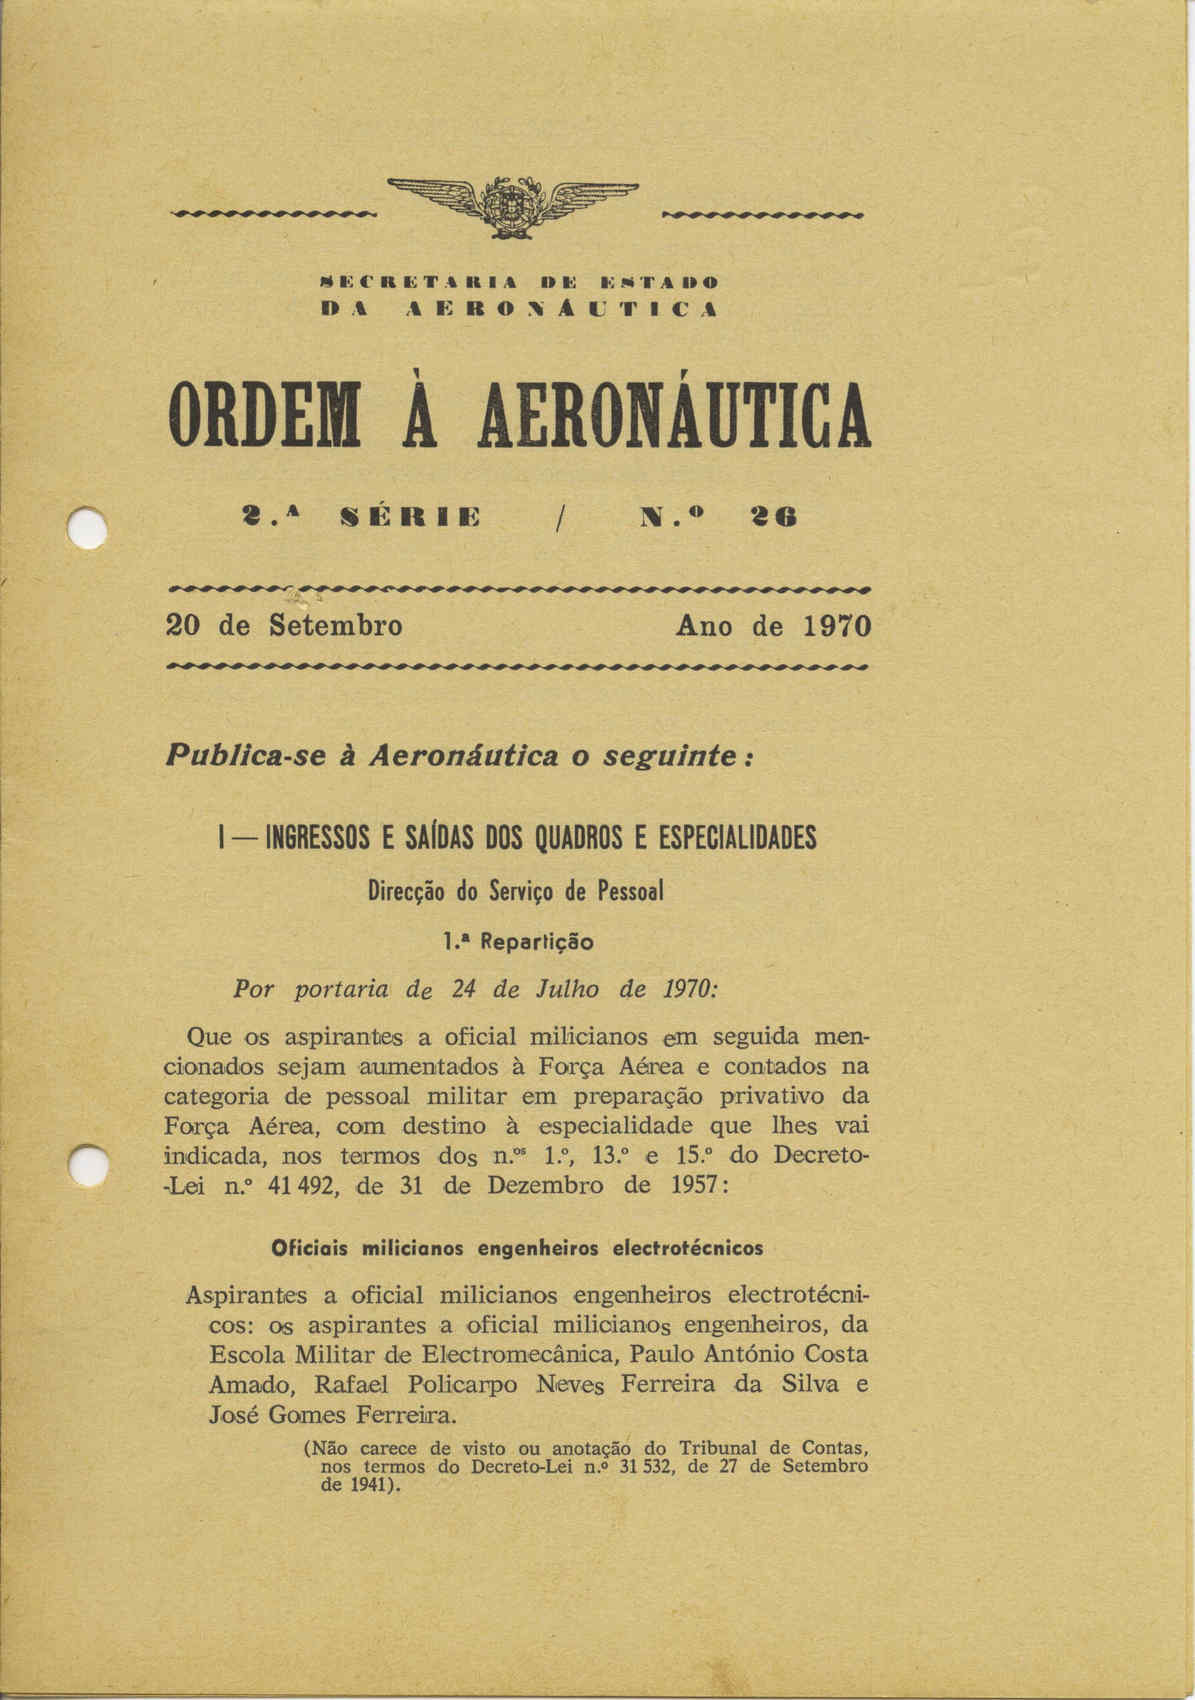 SECRETARIA DE ESTADO
DA AERONÁUTICA
ORDEM À AERONÁUTICA
2.ª SÉRIE / N.º 26
20 de Setembro Ano de 1970
Publica-se à Aeronáutica o seguinte:
I — INGRESSOS E SAÍDAS DOS QUADROS E ESPECIALIDADES
Direcção do Serviço de Pessoal
1.ª Repartição
Por portaria de 24 de Julho de 1970:
Que os aspirantes a oficial milicianos em seguida men-
cionados sejam aumentados à Força Aérea e contados na
categoria de pessoal militar em preparação privativo da
Força Aérea, com destino à especialidade que lhes vai
indicada, nos termos dos n.ºˢ 1.º, 13.º e 15.º do Decreto-
-Lei n.º 41 492, de 31 de Dezembro de 1957:
Oficiais milicianos engenheiros electrotécnicos
Aspirantes a oficial milicianos engenheiros electrotécni-
cos: os aspirantes a oficial milicianos engenheiros, da
Escola Militar de Electromecânica, Paulo António Costa
Amado, Rafael Policarpo Neves Ferreira da Silva e
José Gomes Ferreira.
(Não carece de visto ou anotação do Tribunal de Contas,
nos termos do Decreto-Lei n.º 31 532, de 27 de Setembro
de 1941).